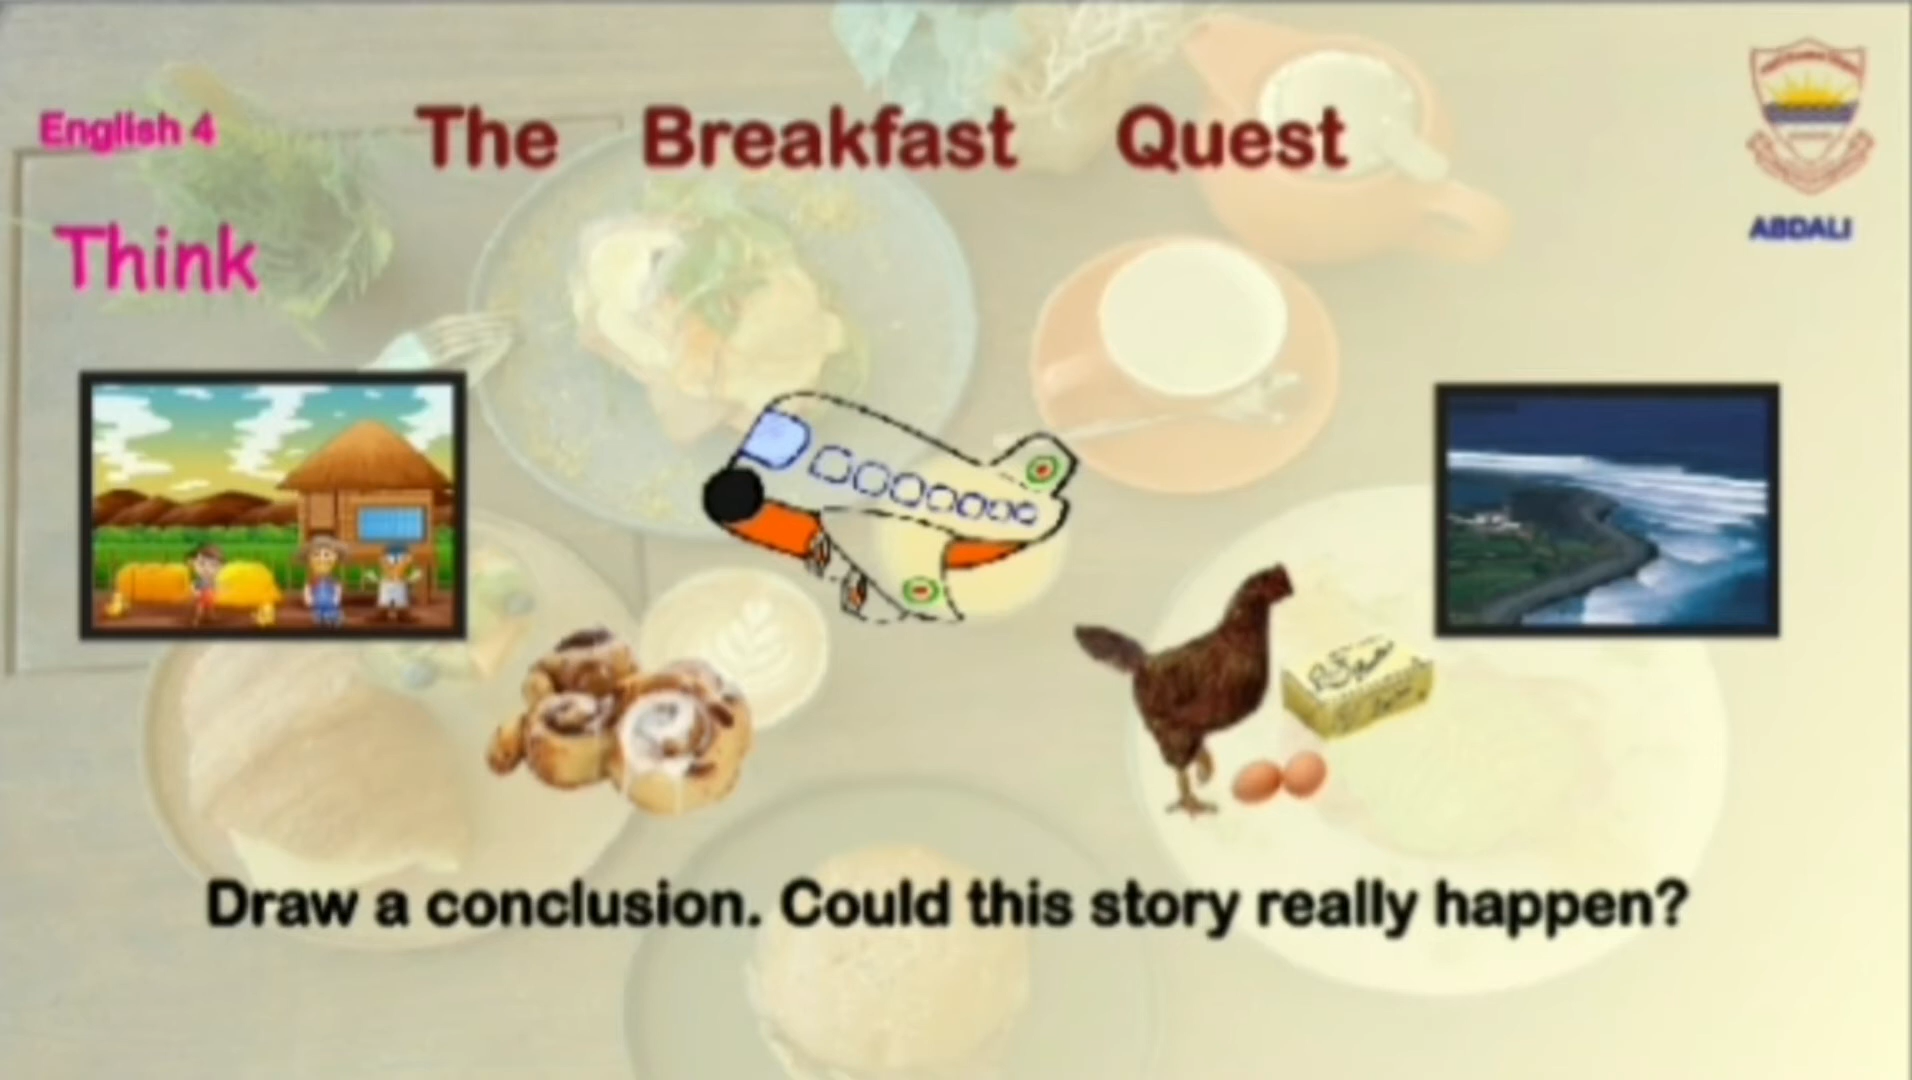 English 4
The Breakfast Quest
ABDALI
Think
Draw a conclusion. Could this story really happen?